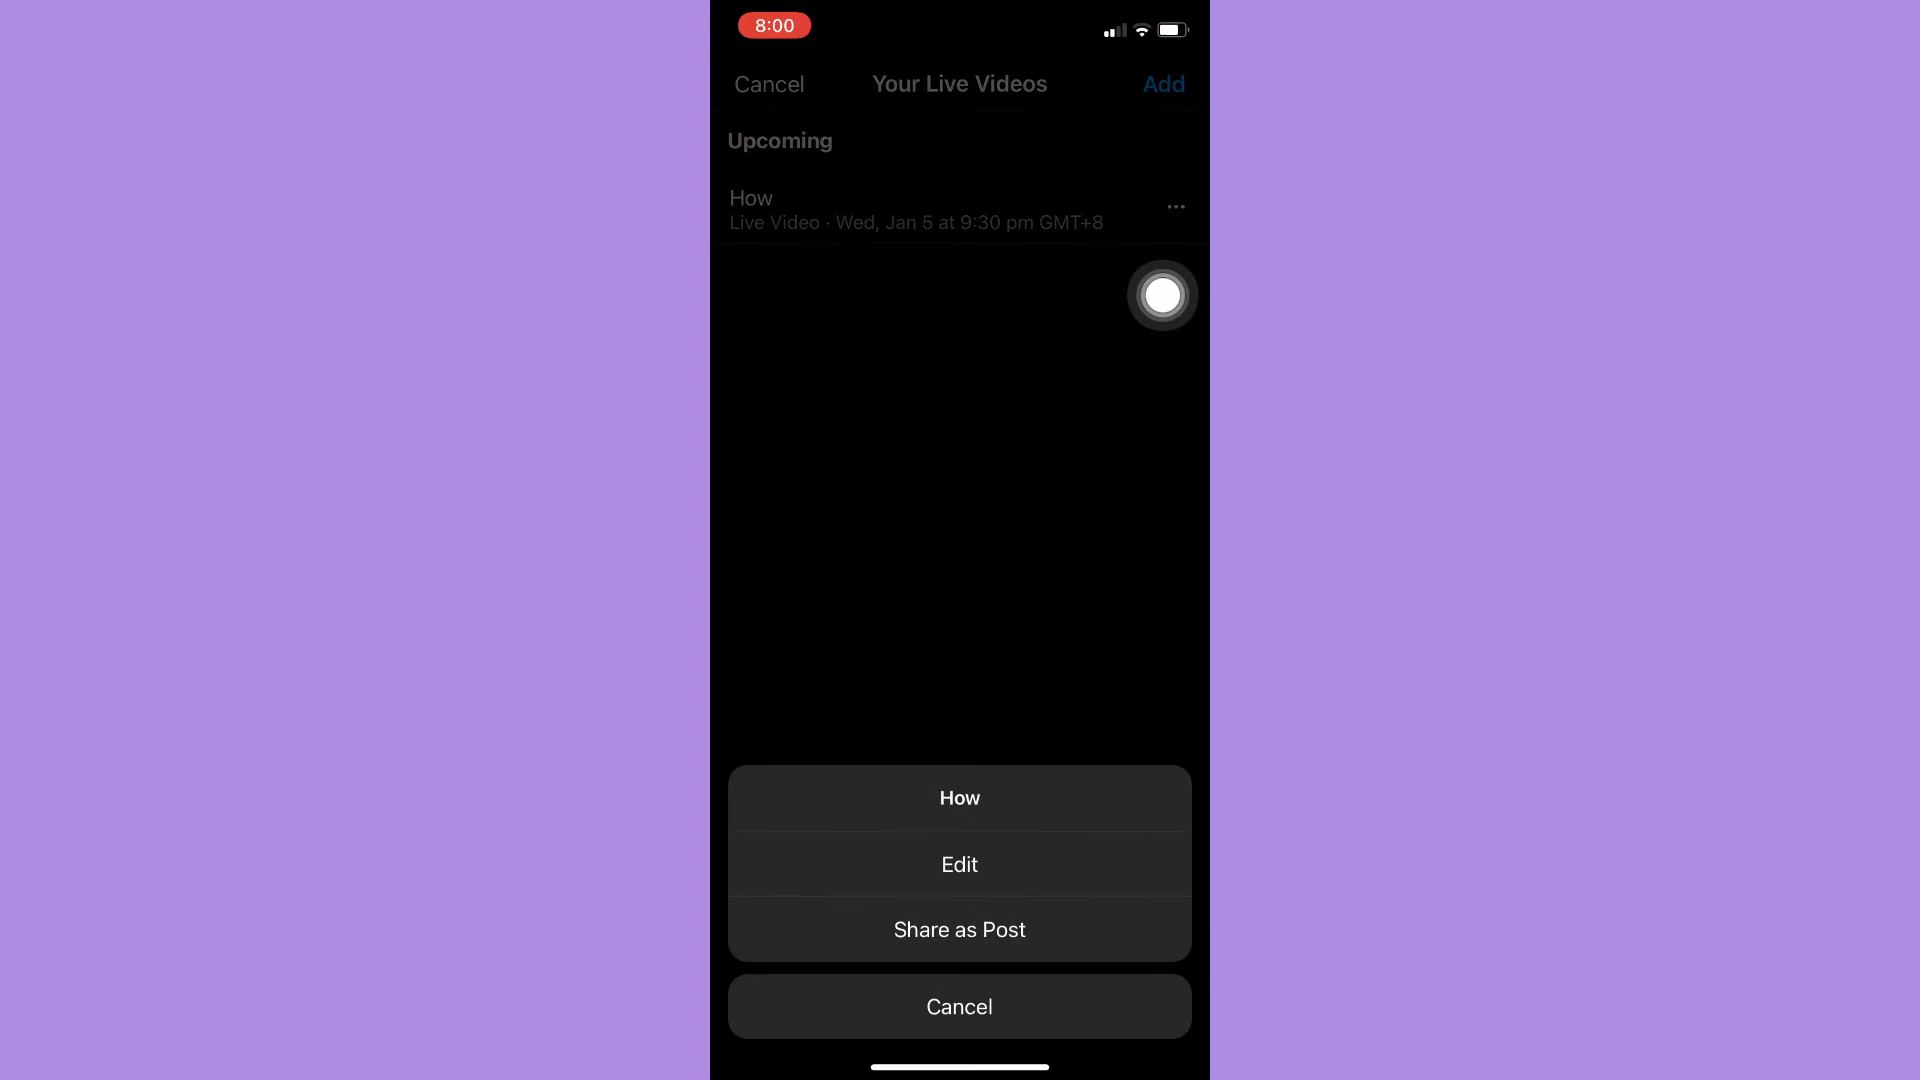 8:00
Cancel Your Live Videos Add
Upcoming
How
Live Video · Wed, Jan 5 at 9:30 pm GMT+8
How
Edit
Share as Post
Cancel